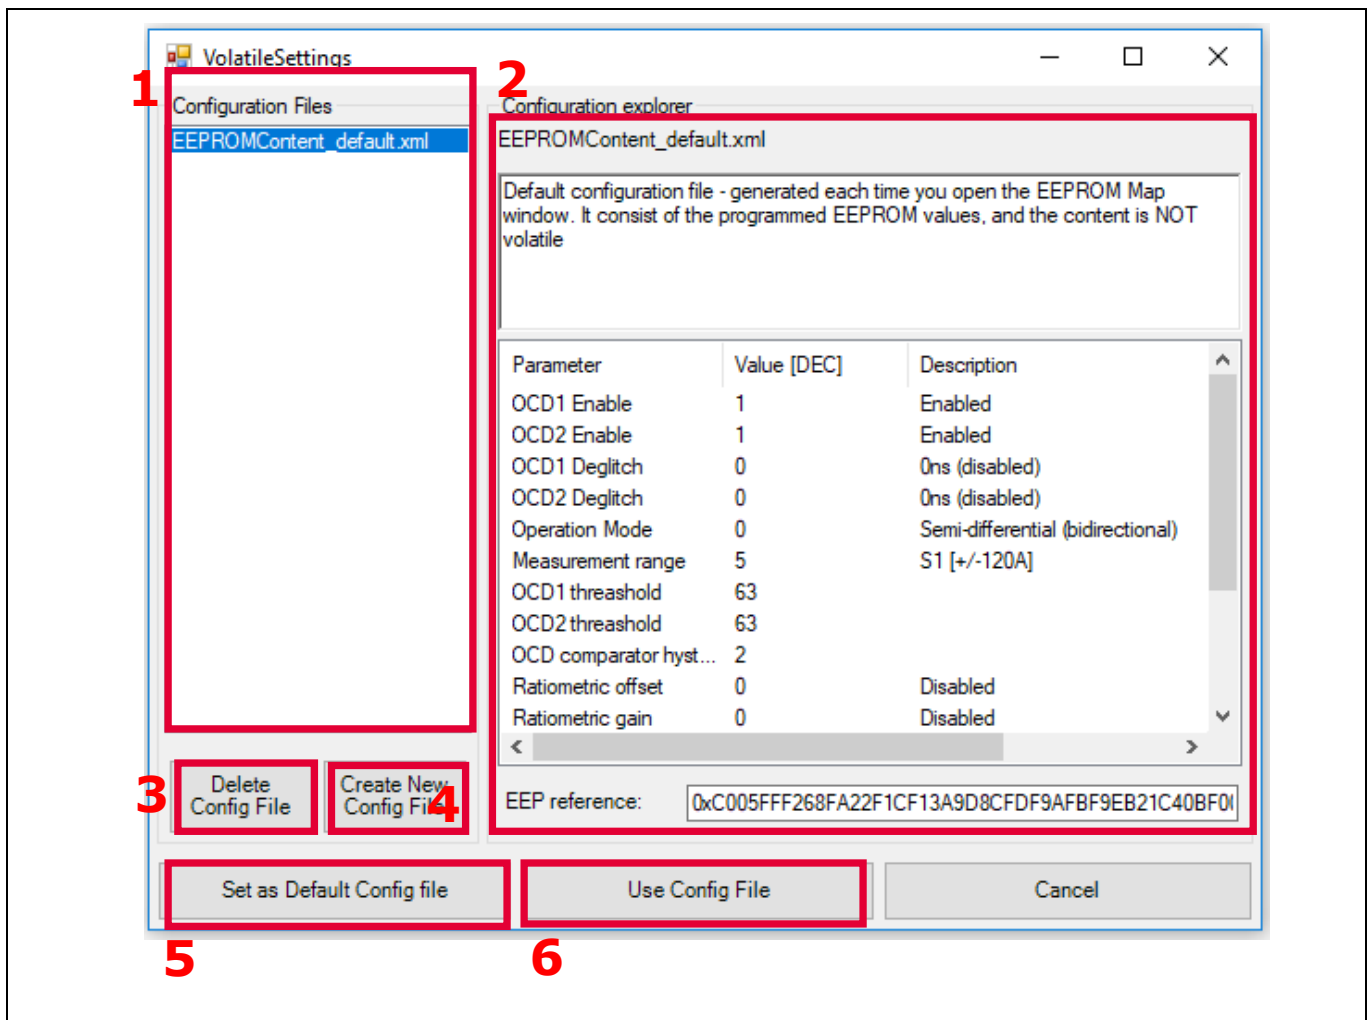 VolatileSettings
1
2
Configuration Files
Configuration explorer
EEPROMContent_default.xml
EEPROMContent_default.xml
Default configuration file - generated each time you open the EEPROM Map
window. It consist of the programmed EEPROM values, and the content is NOT
volatile
Parameter Value [DEC] Description
OCD1 Enable 1 Enabled
OCD2 Enable 1 Enabled
OCD1 Deglitch 0 0ns (disabled)
OCD2 Deglitch 0 0ns (disabled)
Operation Mode 0 Semi-differential (bidirectional)
Measurement range 5 S1 [+/-120A]
OCD1 threashold 63
OCD2 threashold 63
OCD comparator hyst... 2
Ratiometric offset 0 Disabled
Ratiometric gain 0 Disabled
3
Delete
Config File
Create New
Config File
4
EEP reference: 0xC005FFF268FA22F1CF13A9D8CFDF9AFBF9EB21C40BF0
Set as Default Config file
Use Config File
Cancel
5
6